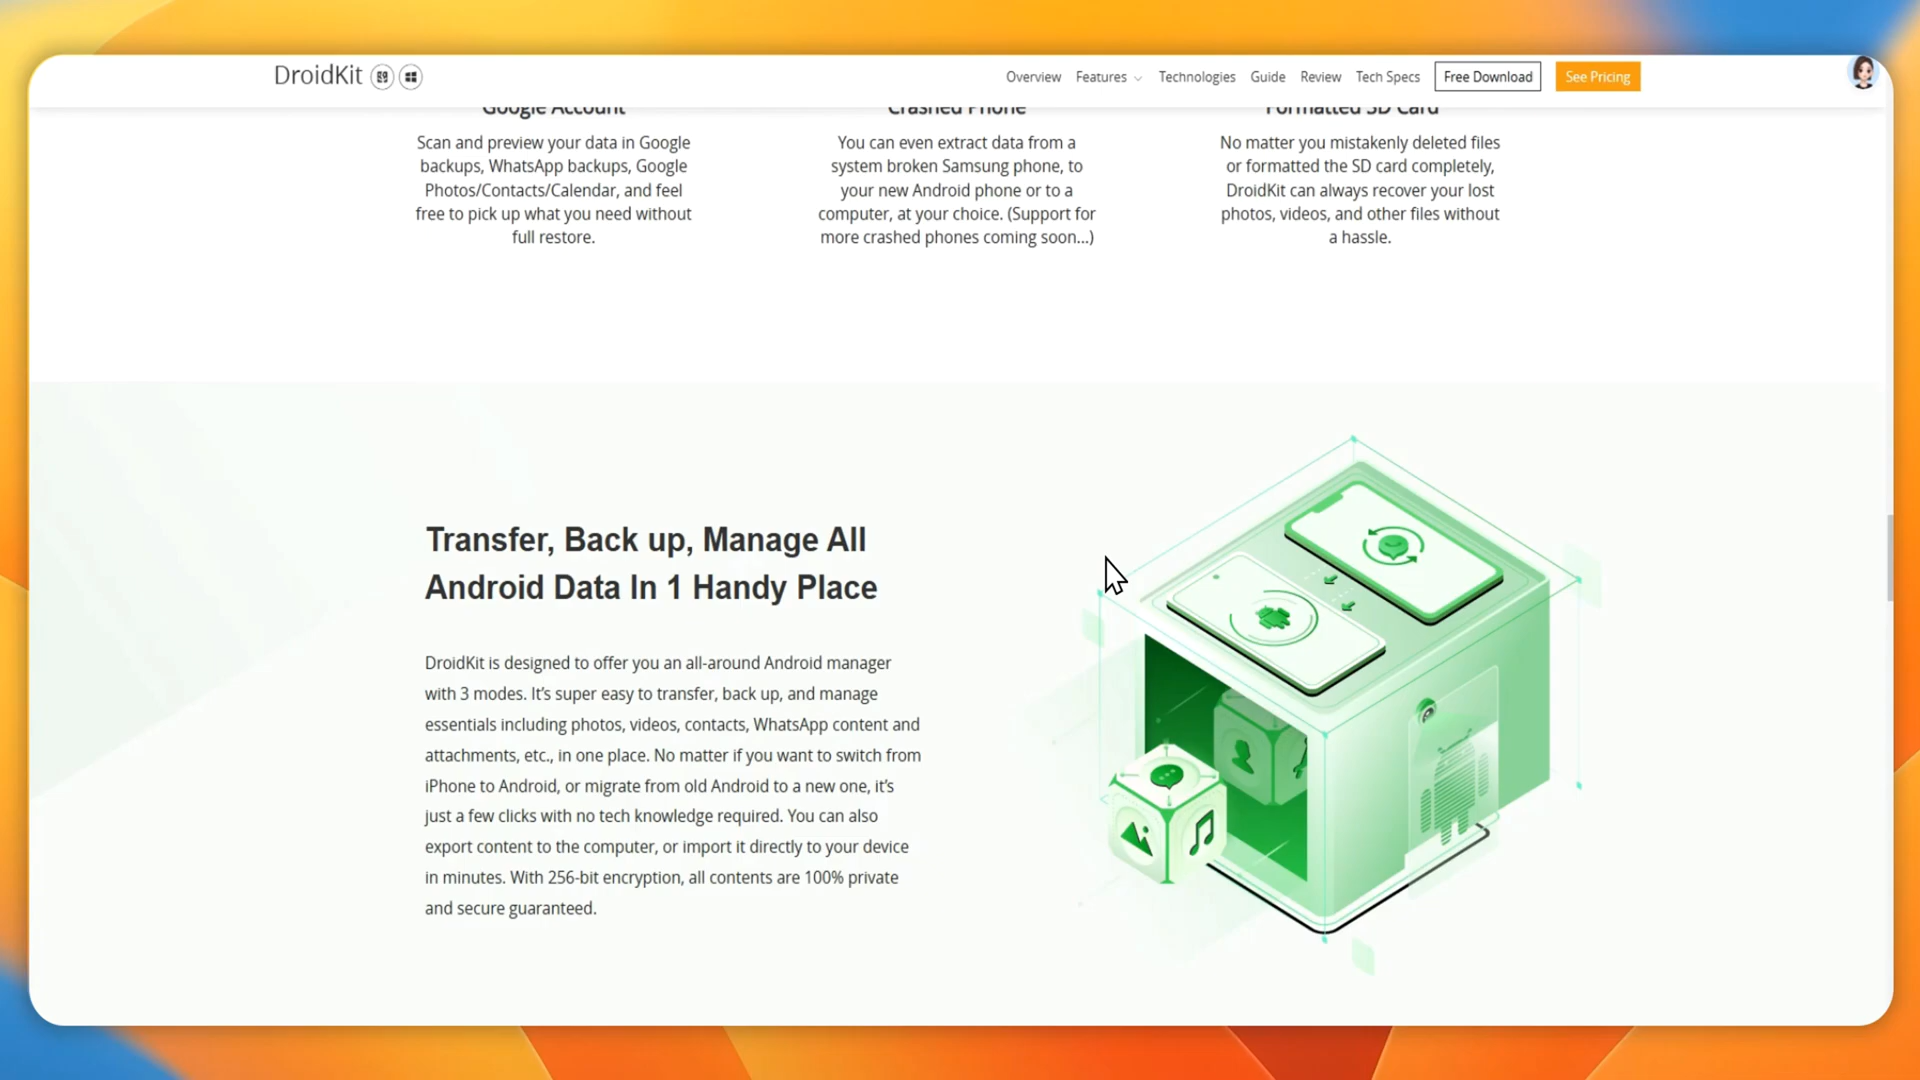 DroidKit
Overview Features Technologies Guide Review Tech Specs Free Download See Pricing
Google Account
Scan and preview your data in Google
backups, WhatsApp backups, Google
Photos/Contacts/Calendar, and feel
free to pick up what you need without
full restore.
Crashed Phone
You can even extract data from a
system broken Samsung phone, to
your new Android phone or to a
computer, at your choice. (Support for
more crashed phones coming soon...)
Formatted SD Card
No matter you mistakenly deleted files
or formatted the SD card completely,
DroidKit can always recover your lost
photos, videos, and other files without
a hassle.
Transfer, Back up, Manage All
Android Data In 1 Handy Place
DroidKit is designed to offer you an all-around Android manager
with 3 modes. It's super easy to transfer, back up, and manage
essentials including photos, videos, contacts, WhatsApp content and
attachments, etc., in one place. No matter if you want to switch from
iPhone to Android, or migrate from old Android to a new one, it's
just a few clicks with no tech knowledge required. You can also
export content to the computer, or import it directly to your device
in minutes. With 256-bit encryption, all contents are 100% private
and secure guaranteed.